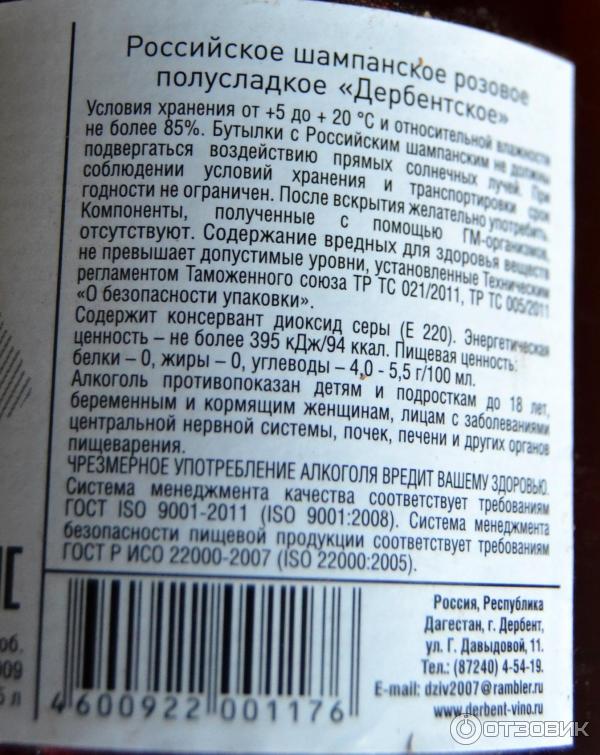 Российское шампанское розовое
полусладкое «Дербентское»
Условия хранения от +5 до + 20 °С и относительной влажности
не более 85%. Бутылки с Российским шампанским не должны
подвергаться воздействию прямых солнечных лучей. При
соблюдении условий хранения и транспортировки срок
годности не ограничен. После вскрытия желательно употребить.
Компоненты, полученные с помощью ГМ-организмов,
отсутствуют. Содержание вредных для здоровья веществ
не превышает допустимые уровни, установленные Техническим
регламентом Таможенного союза ТР ТС 021/2011, ТР ТС 005/2011
«О безопасности упаковки».
Содержит консервант диоксид серы (Е 220). Энергетическая
ценность – не более 395 кДж/94 ккал. Пищевая ценность:
белки – 0, жиры – 0, углеводы – 4,0 - 5,5 г/100 мл.
Алкоголь противопоказан детям и подросткам до 18 лет,
беременным и кормящим женщинам, лицам с заболеваниями
центральной нервной системы, почек, печени и других органов
пищеварения.
ЧРЕЗМЕРНОЕ УПОТРЕБЛЕНИЕ АЛКОГОЛЯ ВРЕДИТ ВАШЕМУ ЗДОРОВЬЮ.
Система менеджмента качества соответствует требованиям
ГОСТ ISO 9001-2011 (ISO 9001:2008). Система менеджмента
безопасности пищевой продукции соответствует требованиям
ГОСТ Р ИСО 22000-2007 (ISO 22000:2005).
Россия, Республика
Дагестан, г. Дербент,
ул. Г. Давыдовой, 11.
Тел.: (87240) 4-54-19.
E-mail: dziv2007@rambler.ru
www.derbent-vino.ru
4 600922 001176
об.
009
5 л
ОТЗОВИК